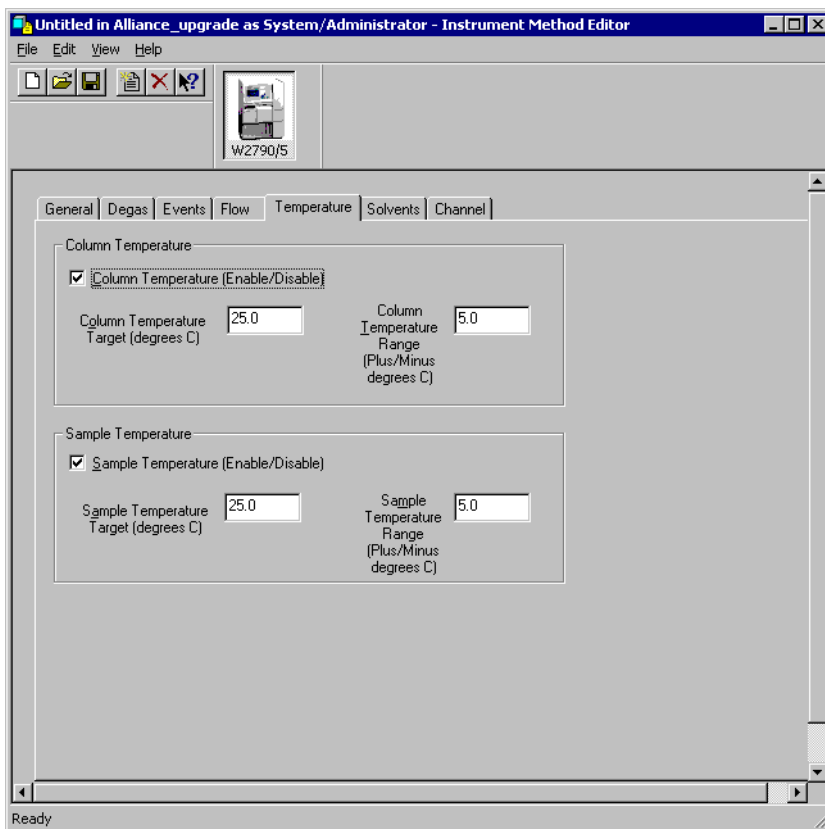 Untitled in Alliance_upgrade as System/Administrator - Instrument Method Editor
File Edit View Help
W2790/5
General Degas Events Flow Temperature Solvents Channel
Column Temperature
Column Temperature (Enable/Disable)
Column Temperature
Target (degrees C)
25.0
Column
Temperature
Range
(Plus/Minus
degrees C)
5.0
Sample Temperature
Sample Temperature (Enable/Disable)
Sample Temperature
Target (degrees C)
25.0
Sample
Temperature
Range
(Plus/Minus
degrees C)
5.0
Ready